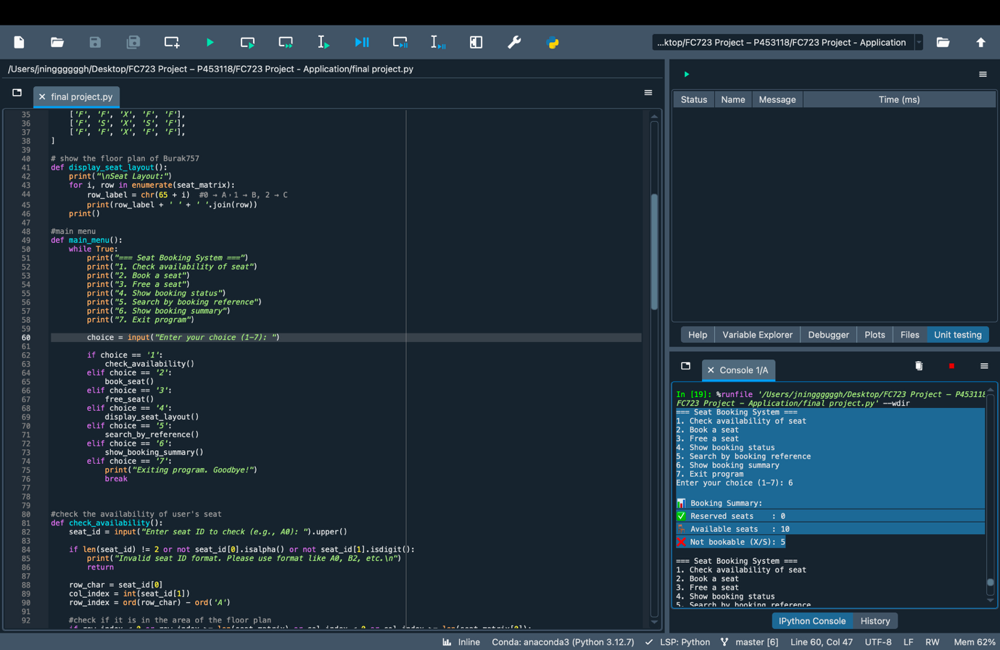 ...ktop/FC723 Project – P453118/FC723 Project - Application
/Users/jninggggggh/Desktop/FC723 Project – P453118/FC723 Project - Application/final project.py
final project.py
35 ['F', 'F', 'X', 'F', 'F'],
36 ['F', 'S', 'X', 'S', 'F'],
37 ['F', 'F', 'X', 'F', 'F'],
38 ]
39
40 # show the floor plan of Burak757
41 def display_seat_layout():
42 print("\nSeat Layout:")
43 for i, row in enumerate(seat_matrix):
44 row_label = chr(65 + i) #0 → A，1 → B, 2 → C
45 print(row_label + ' ' + ' '.join(row))
46 print()
47
48 #main menu
49 def main_menu():
50 while True:
51 print("=== Seat Booking System ===")
52 print("1. Check availability of seat")
53 print("2. Book a seat")
54 print("3. Free a seat")
55 print("4. Show booking status")
56 print("5. Search by booking reference")
57 print("6. Show booking summary")
58 print("7. Exit program")
59
60 choice = input("Enter your choice (1-7): ")
61
62 if choice == '1':
63 check_availability()
64 elif choice == '2':
65 book_seat()
66 elif choice == '3':
67 free_seat()
68 elif choice == '4':
69 display_seat_layout()
70 elif choice == '5':
71 search_by_reference()
72 elif choice == '6':
73 show_booking_summary()
74 elif choice == '7':
75 print("Exiting program. Goodbye!")
76 break
77
78
79
80 #check the availability of user's seat
81 def check_availability():
82 seat_id = input("Enter seat ID to check (e.g., A0): ").upper()
83
84 if len(seat_id) != 2 or not seat_id[0].isalpha() or not seat_id[1].isdigit():
85 print("Invalid seat ID format. Please use format like A0, B2, etc.\n")
86 return
87
88 row_char = seat_id[0]
89 col_index = int(seat_id[1])
90 row_index = ord(row_char) - ord('A')
91
92 #check if it is in the area of the floor plan
Status Name Message Time (ms)
Help Variable Explorer Debugger Plots Files Unit testing
Console 1/A
In [19]: %runfile '/Users/jninggggggh/Desktop/FC723 Project – P453118/
FC723 Project - Application/final project.py' --wdir
=== Seat Booking System ===
1. Check availability of seat
2. Book a seat
3. Free a seat
4. Show booking status
5. Search by booking reference
6. Show booking summary
7. Exit program
Enter your choice (1-7): 6
📊 Booking Summary:
✅ Reserved seats : 0
🪑 Available seats : 10
❌ Not bookable (X/S): 5
=== Seat Booking System ===
1. Check availability of seat
2. Book a seat
3. Free a seat
4. Show booking status
5. Search by booking reference
IPython Console History
Inline Conda: anaconda3 (Python 3.12.7) ✓ LSP: Python master [6] Line 60, Col 47 UTF-8 LF RW Mem 62%